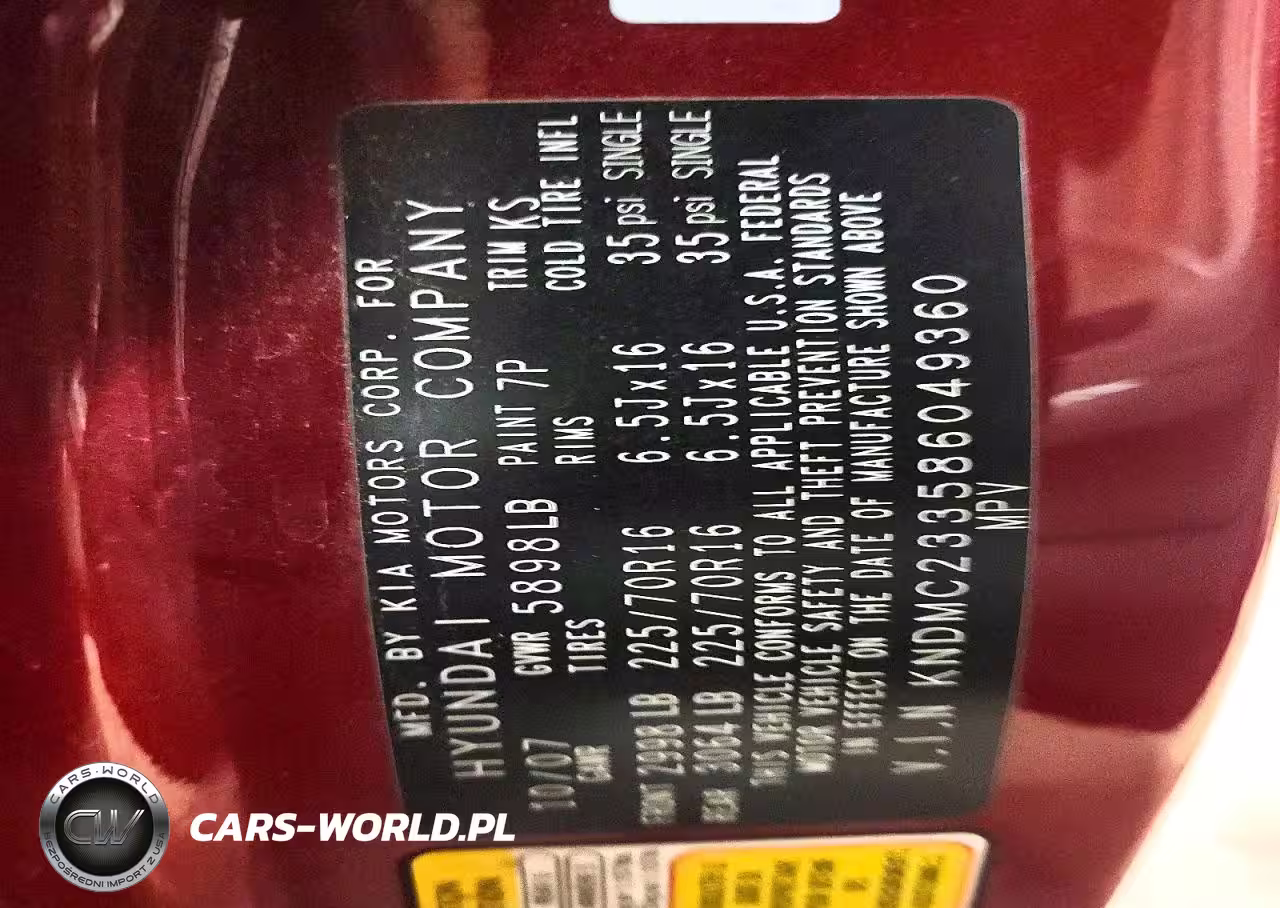 MFD. BY KIA MOTORS CORP. FOR
HYUNDAI MOTOR COMPANY
10/07 GVWR 5898LB PAINT 7P TRIM KS
GAWR TIRES RIMS COLD TIRE INFL
FRONT 2998 LB 225/70R16 6.5Jx16 35psi SINGLE
REAR 3064 LB 225/70R16 6.5Jx16 35psi SINGLE
THIS VEHICLE CONFORMS TO ALL APPLICABLE U.S.A. FEDERAL
MOTOR VEHICLE SAFETY AND THEFT PREVENTION STANDARDS
IN EFFECT ON THE DATE OF MANUFACTURE SHOWN ABOVE
V.I.N KNDMC233586049360
MPV
CARS-WORLD
CW
BEZPOŚREDNI IMPORT Z USA
CARS-WORLD.PL